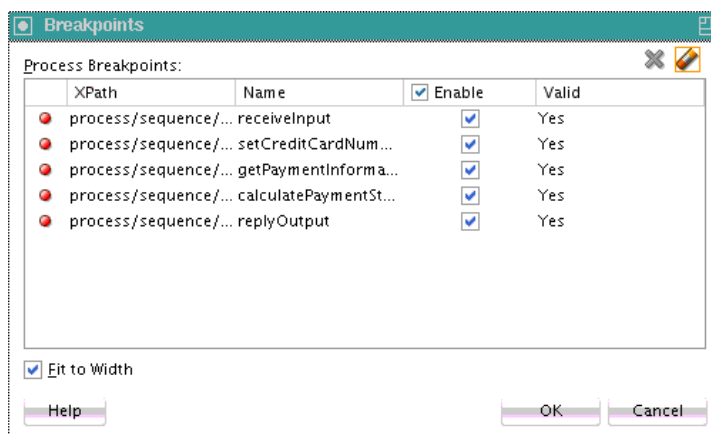 Breakpoints
Process Breakpoints:
XPath Name Enable Valid
process/sequence/... receiveInput Yes
process/sequence/... setCreditCardNum... Yes
process/sequence/... getPaymentInforma... Yes
process/sequence/... calculatePaymentSt... Yes
process/sequence/... replyOutput Yes
Fit to Width
Help OK Cancel